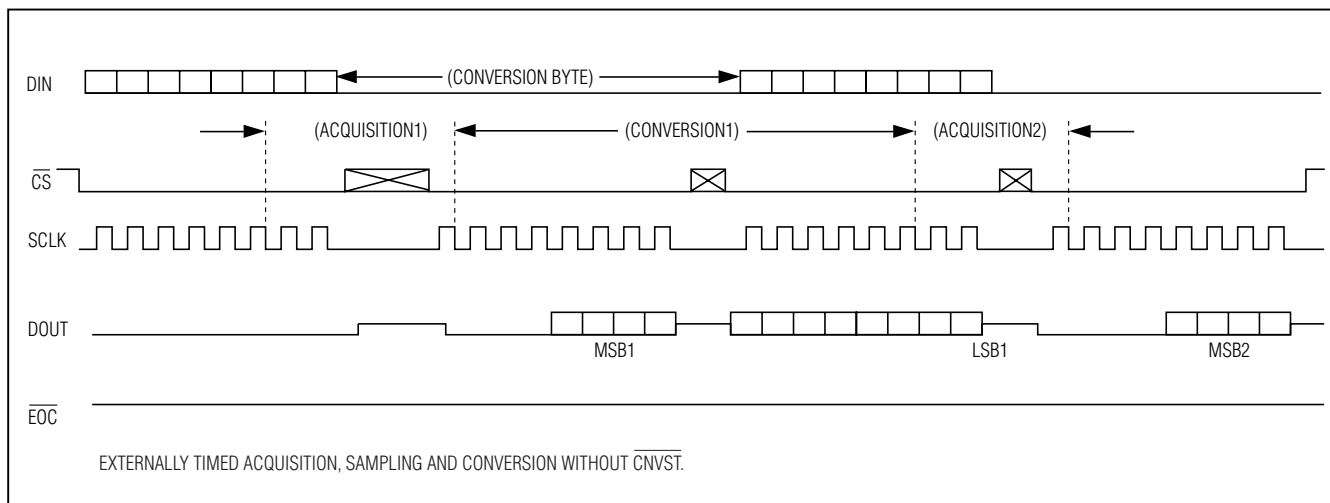 DIN
(CONVERSION BYTE)
(ACQUISITION1)
(CONVERSION1)
(ACQUISITION2)
CS
SCLK
DOUT
MSB1
LSB1
MSB2
EOC
EXTERNALLY TIMED ACQUISITION, SAMPLING AND CONVERSION WITHOUT CNVST.